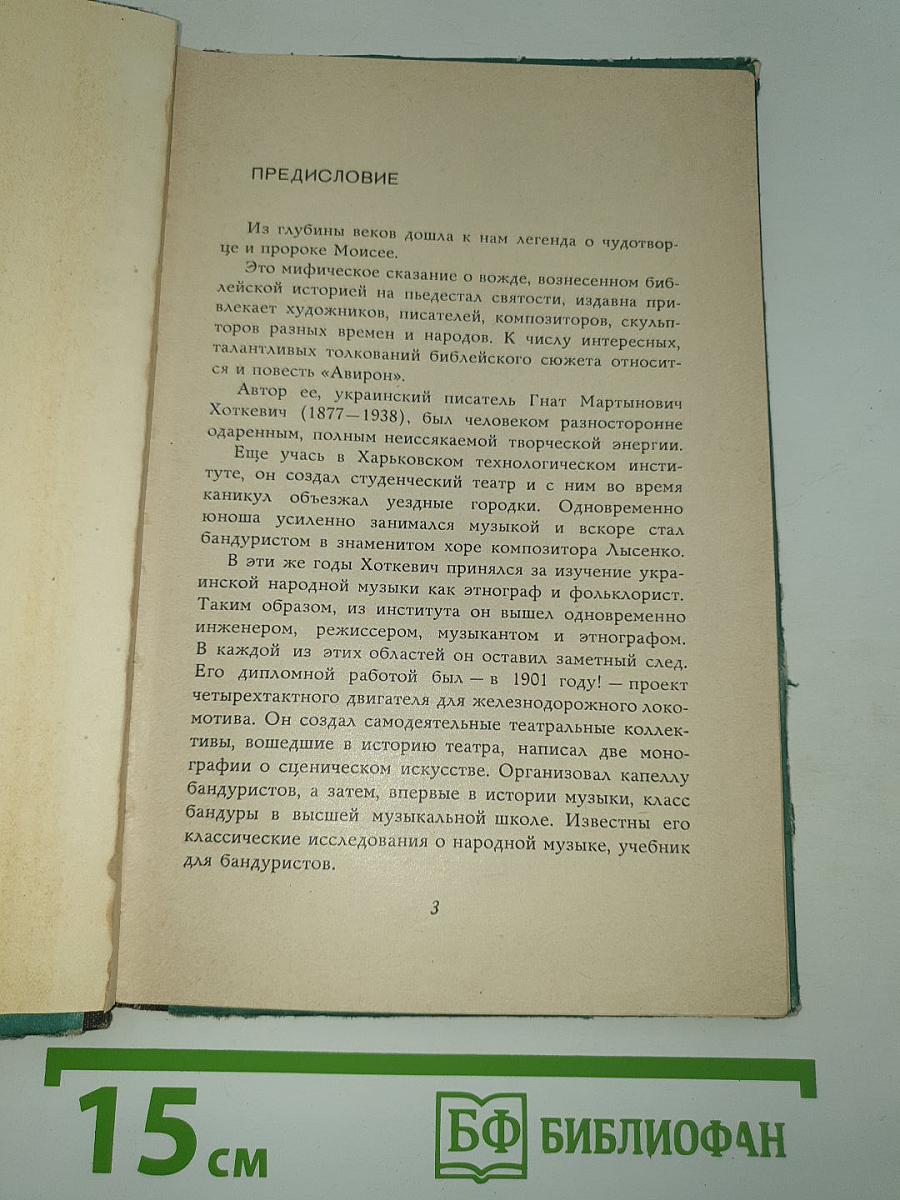 ПРЕДИСЛОВИЕ
Из глубины веков дошла к нам легенда о чудотвор-
це и пророке Моисее.
Это мифическое сказание о вожде, вознесенном биб-
лейской историей на пьедестал святости, издавна при-
влекает художников, писателей, композиторов, скульп-
торов разных времен и народов. К числу интересных,
талантливых толкований библейского сюжета относит-
ся и повесть «Авирон».
Автор ее, украинский писатель Гнат Мартынович
Хоткевич (1877—1938), был человеком разносторонне
одаренным, полным неиссякаемой творческой энергии.
Еще учась в Харьковском технологическом инсти-
туте, он создал студенческий театр и с ним во время
каникул объезжал уездные городки. Одновременно
юноша усиленно занимался музыкой и вскоре стал
бандуристом в знаменитом хоре композитора Лысенко.
В эти же годы Хоткевич принялся за изучение укра-
инской народной музыки как этнограф и фольклорист.
Таким образом, из института он вышел одновременно
инженером, режиссером, музыкантом и этнографом.
В каждой из этих областей он оставил заметный след.
Его дипломной работой был — в 1901 году! — проект
четырехтактного двигателя для железнодорожного локо-
мотива. Он создал самодеятельные театральные коллек-
тивы, вошедшие в историю театра, написал две моно-
графии о сценическом искусстве. Организовал капеллу
бандуристов, а затем, впервые в истории музыки, класс
бандуры в высшей музыкальной школе. Известны его
классические исследования о народной музыке, учебник
для бандуристов.
3
15 см
БФ БИБЛИОФАН